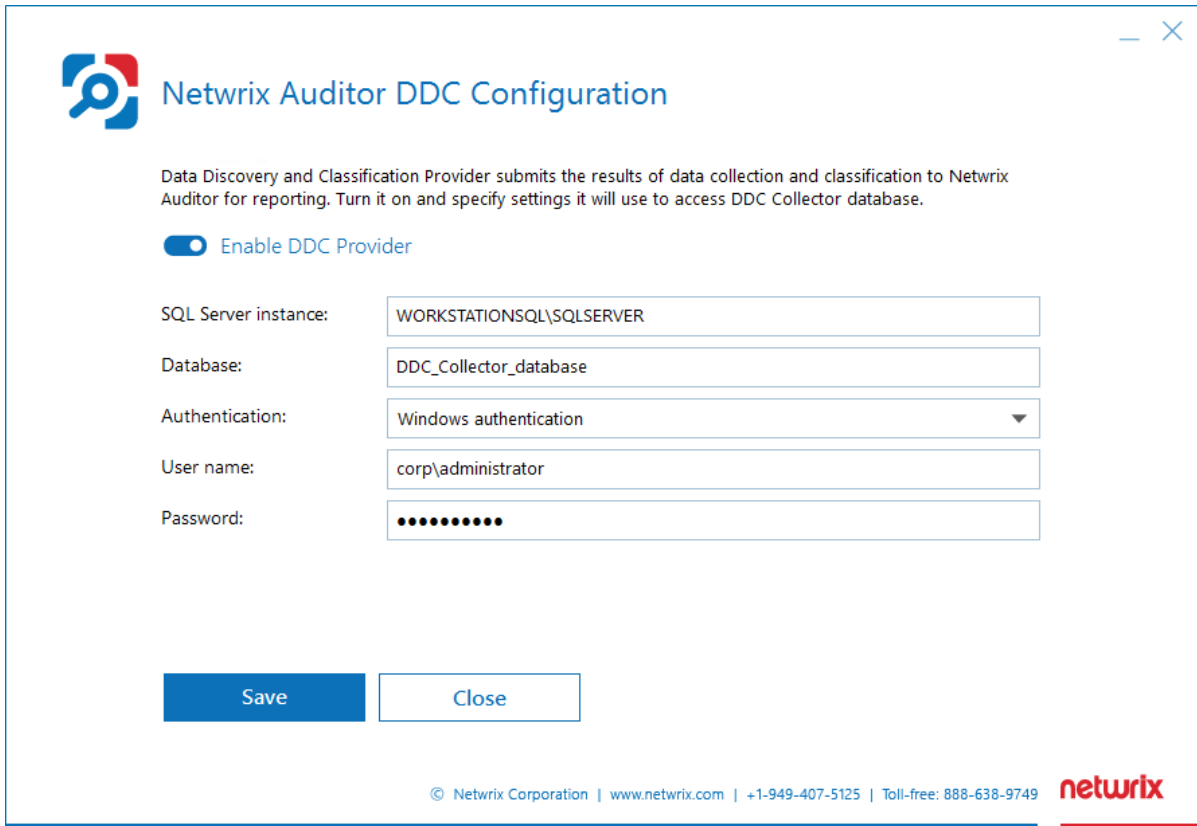 Netwrix Auditor DDC Configuration
Data Discovery and Classification Provider submits the results of data collection and classification to Netwrix
Auditor for reporting. Turn it on and specify settings it will use to access DDC Collector database.
Enable DDC Provider
SQL Server instance: WORKSTATIONSQL\SQLSERVER
Database: DDC_Collector_database
Authentication: Windows authentication
User name: corp\administrator
Password: ●●●●●●●●●●
Save Close
© Netwrix Corporation | www.netwrix.com | +1-949-407-5125 | Toll-free: 888-638-9749 netwrix